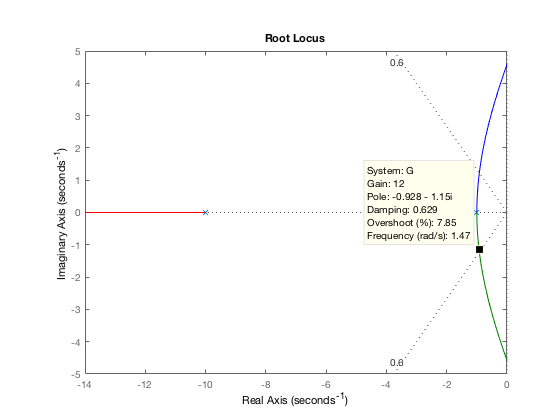 Root Locus
5
4
3
2
1
0
-1
-2
-3
-4
-5
Imaginary Axis (seconds-1)
0.6
System: G
Gain: 12
Pole: -0.928 - 1.15i
Damping: 0.629
Overshoot (%): 7.85
Frequency (rad/s): 1.47
0.6
-14
-12
-10
-8
-6
-4
-2
0
Real Axis (seconds-1)